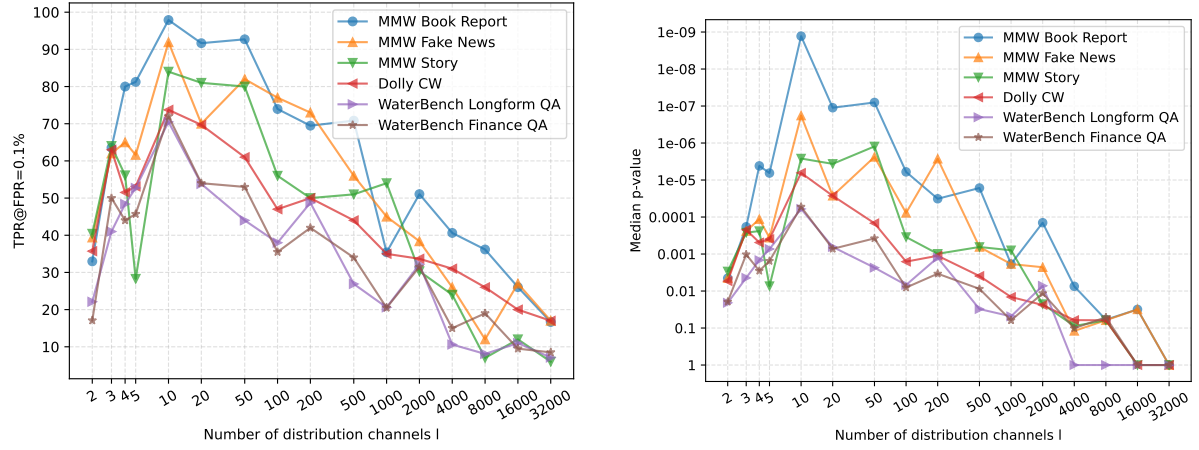 100
90
80
70
60
50
40
30
20
10
TPR@FPR=0.1%
MMW Book Report
MMW Fake News
MMW Story
Dolly CW
WaterBench Longform QA
WaterBench Finance QA
2 3 4 5 10 20 50 100 200 500 1000 2000 4000 8000 16000 32000
Number of distribution channels l
1e-09
1e-08
1e-07
1e-06
1e-05
0.0001
0.001
0.01
0.1
1
Median p-value
MMW Book Report
MMW Fake News
MMW Story
Dolly CW
WaterBench Longform QA
WaterBench Finance QA
2 3 4 5 10 20 50 100 200 500 1000 2000 4000 8000 16000 32000
Number of distribution channels l